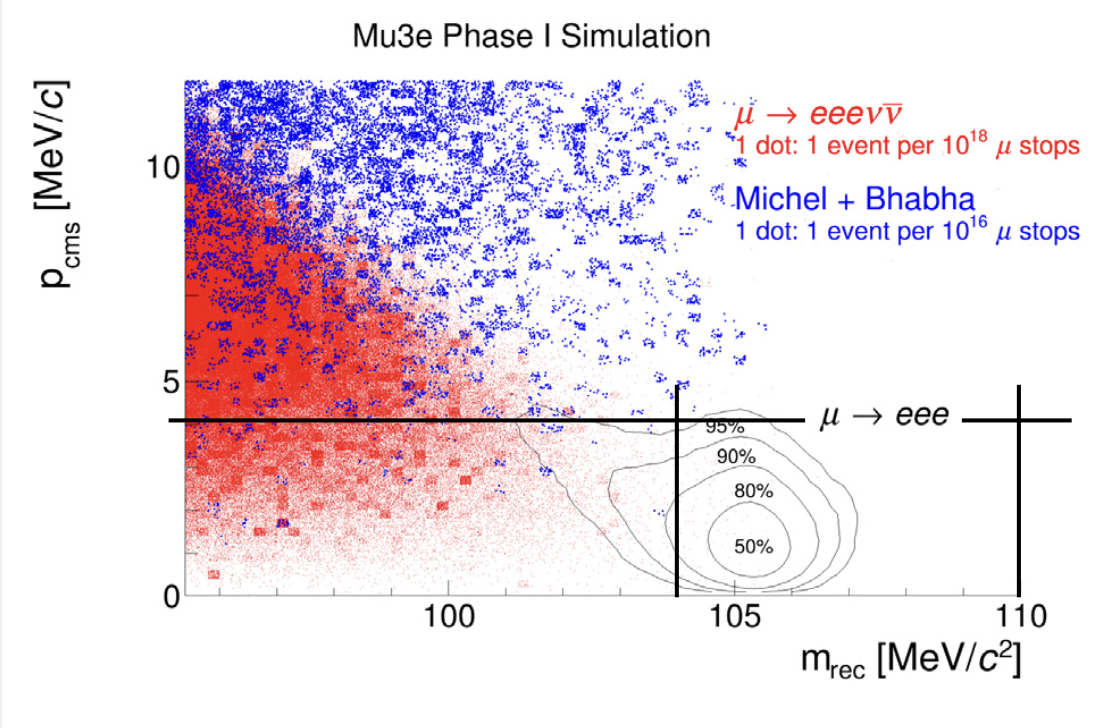 Mu3e Phase I Simulation
p_cms [MeV/c]
10
5
0
μ → eeeνν̅
1 dot: 1 event per 10¹⁸ μ stops
Michel + Bhabha
1 dot: 1 event per 10¹⁶ μ stops
μ → eee
95%
90%
80%
50%
100
105
110
m_rec [MeV/c²]